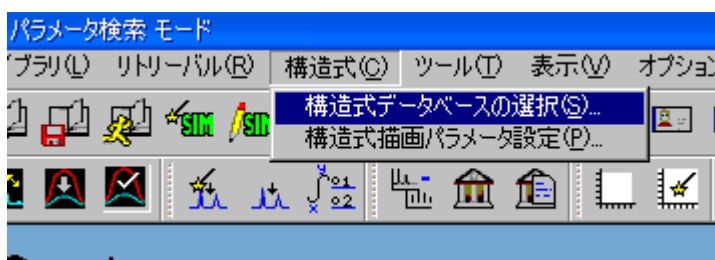 パラメータ検索 モード
イブラリ(L) リトリーバル(R) 構造式(C) ツール(T) 表示(V) オプション
構造式データベースの選択(S)...
構造式描画パラメータ設定(P)...
SIM SIM
y 01
x 02